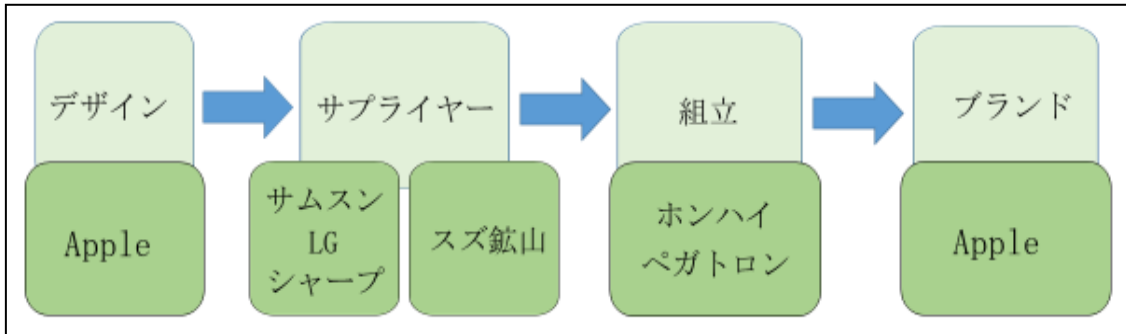 デザイン
サプライヤー
組立
ブランド
Apple
サムスン
LG
シャープ
スズ鉱山
ホンハイ
ペガトロン
Apple